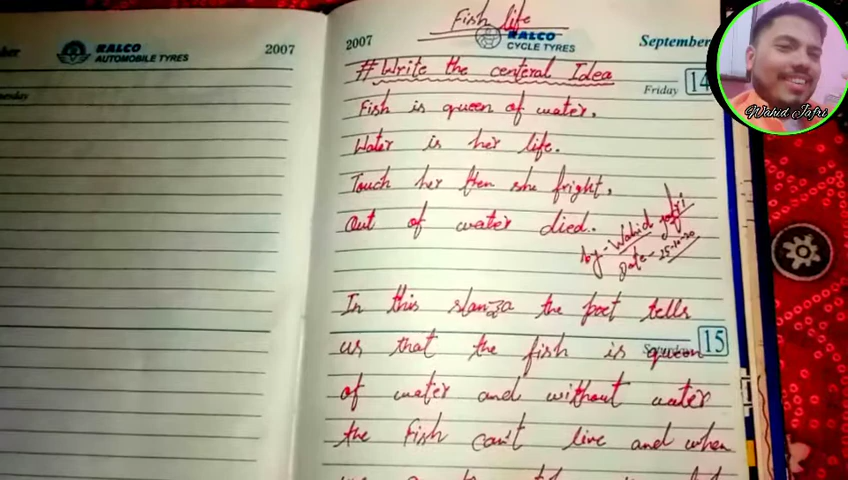 2007
RALCO
AUTOMOBILE TYRES
Fish life
2007
RALCO
CYCLE TYRES
September
Friday 14
#Write the centeral Idea
Fish is queen of water.
Water is her life.
Touch her then she fright,
Out of water died.
by-Wahid jafri
Date-25-10-20
In this stanza the poet tells
us that the fish is queen
Saturday 15
of water and without water
the Fish can't live and when
Wahid Jafri